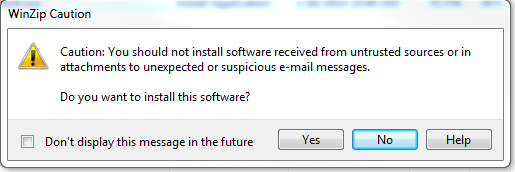 WinZip Caution
Caution: You should not install software received from untrusted sources or in
attachments to unexpected or suspicious e-mail messages.
Do you want to install this software?
Don't display this message in the future
Yes
No
Help